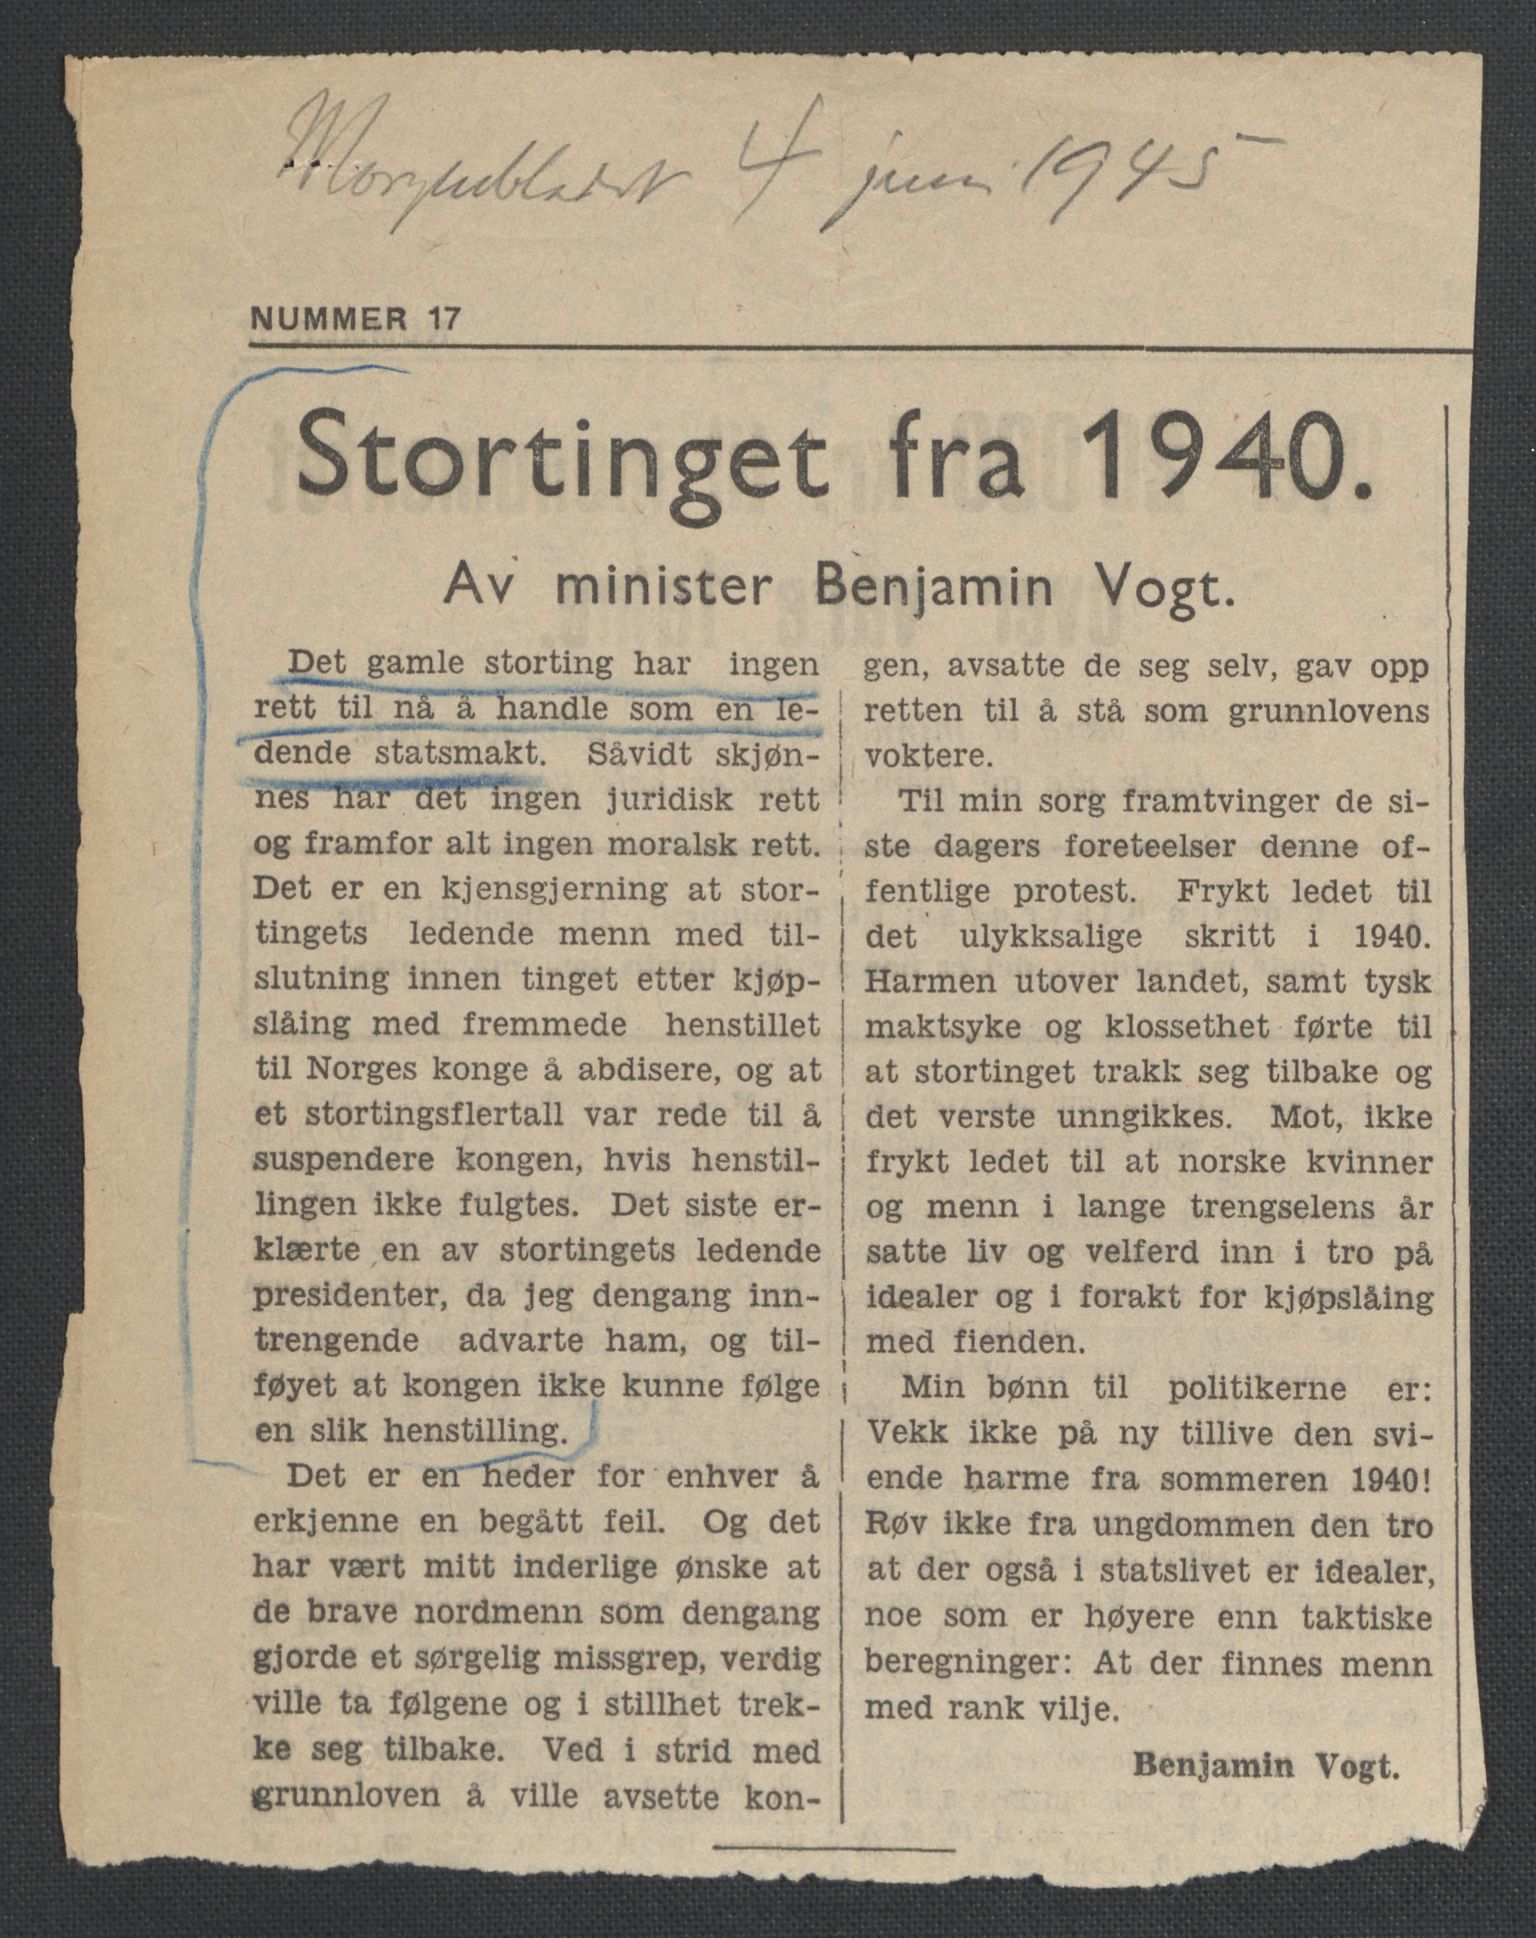 Morgenbladet 4 juni 1945
NUMMER 17
Stortinget fra 1940.
Av minister Benjamin Vogt.
Det gamle storting har ingen
rett til nå å handle som en le-
dende statsmakt. Såvidt skjøn-
nes har det ingen juridisk rett
og framfor alt ingen moralsk rett.
Det er en kjensgjerning at stor-
tingets ledende menn med til-
slutning innen tinget etter kjøp-
slåing med fremmede henstillet
til Norges konge å abdisere, og at
et stortingsflertall var rede til å
suspendere kongen, hvis henstil-
lingen ikke fulgtes. Det siste er-
klærte en av stortingets ledende
presidenter, da jeg dengang inn-
trengende advarte ham, og til-
føyet at kongen ikke kunne følge
en slik henstilling.
Det er en heder for enhver å
erkjenne en begått feil. Og det
har vært mitt inderlige ønske at
de brave nordmenn som dengang
gjorde et sørgelig missgrep, verdig
ville ta følgene og i stillhet trek-
ke seg tilbake. Ved i strid med
grunnloven å ville avsette kon-
gen, avsatte de seg selv, gav opp
retten til å stå som grunnlovens
voktere.
Til min sorg framtvinger de si-
ste dagers foreteelser denne of-
fentlige protest. Frykt ledet til
det ulykksalige skritt i 1940.
Harmen utover landet, samt tysk
maktsyke og klossethet førte til
at stortinget trakk seg tilbake og
det verste unngikkes. Mot, ikke
frykt ledet til at norske kvinner
og menn i lange trengselens år
satte liv og velferd inn i tro på
idealer og i forakt for kjøpslåing
med fienden.
Min bønn til politikerne er:
Vekk ikke på ny tillive den svi-
ende harme fra sommeren 1940!
Røv ikke fra ungdommen den tro
at der også i statslivet er idealer,
noe som er høyere enn taktiske
beregninger: At der finnes menn
med rank vilje.
Benjamin Vogt.